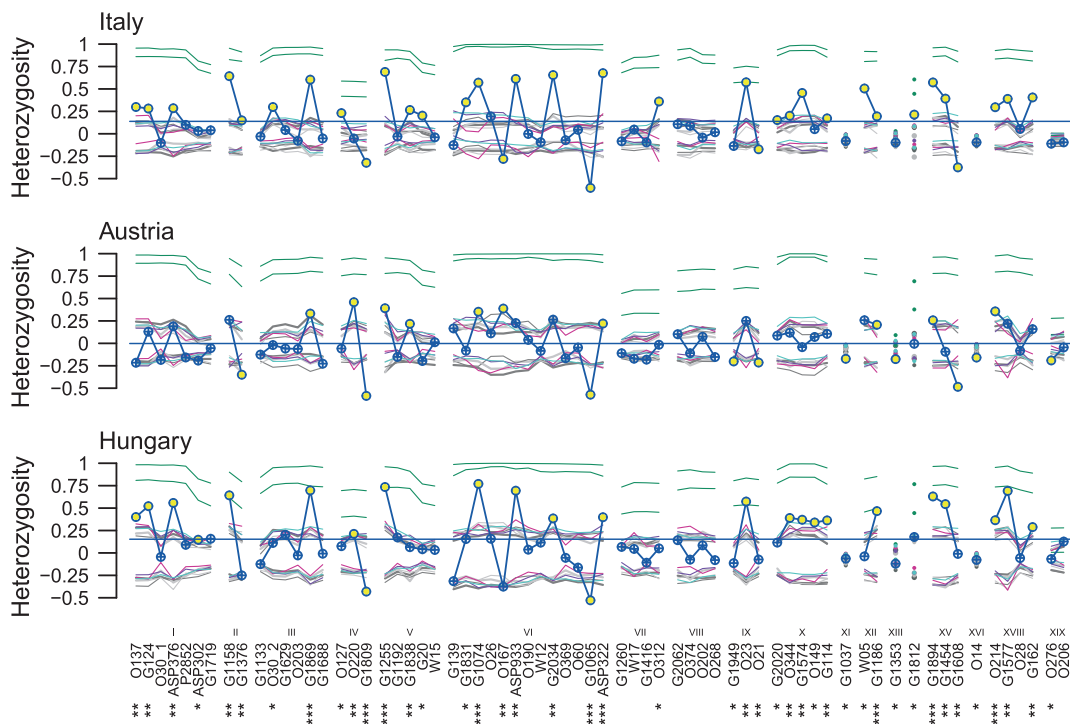 Italy
Heterozygosity
1
0.75
0.5
0.25
0
−0.25
−0.5
Austria
Heterozygosity
1
0.75
0.5
0.25
0
−0.25
−0.5
Hungary
Heterozygosity
1
0.75
0.5
0.25
0
−0.25
−0.5
I II III IV V VI VII VIII IX X XI XII XIII XV XVI XVIII XIX
O137 **
G124 **
O30_1
ASP376 **
P2852
ASP302 *
G1719
G1158 **
G1376 **
G1133
O30_2 *
G1629
O203
G1869 ***
G1688
O127 *
O220 **
G1809 ***
G1255 ***
G1192
G1838 **
G20 *
W15
G139
G1831 *
G1074 ***
O26
O167 **
ASP933 **
O190
W12
G2034 **
O369
O60
G1065 ***
ASP322 ***
G1260
W17
G1416
O312 *
G2062
O374
O202
O268
G1949 *
O23 **
O21 **
G2020 *
O344 **
G1574 **
O149 *
G114 **
G1037 *
W05 *
G1186 ***
G1353 *
G1812 *
G1894 ***
G1454 ***
G1608 ***
O14 *
O214 ***
G1577 ***
O28
G162 **
O276 *
O206